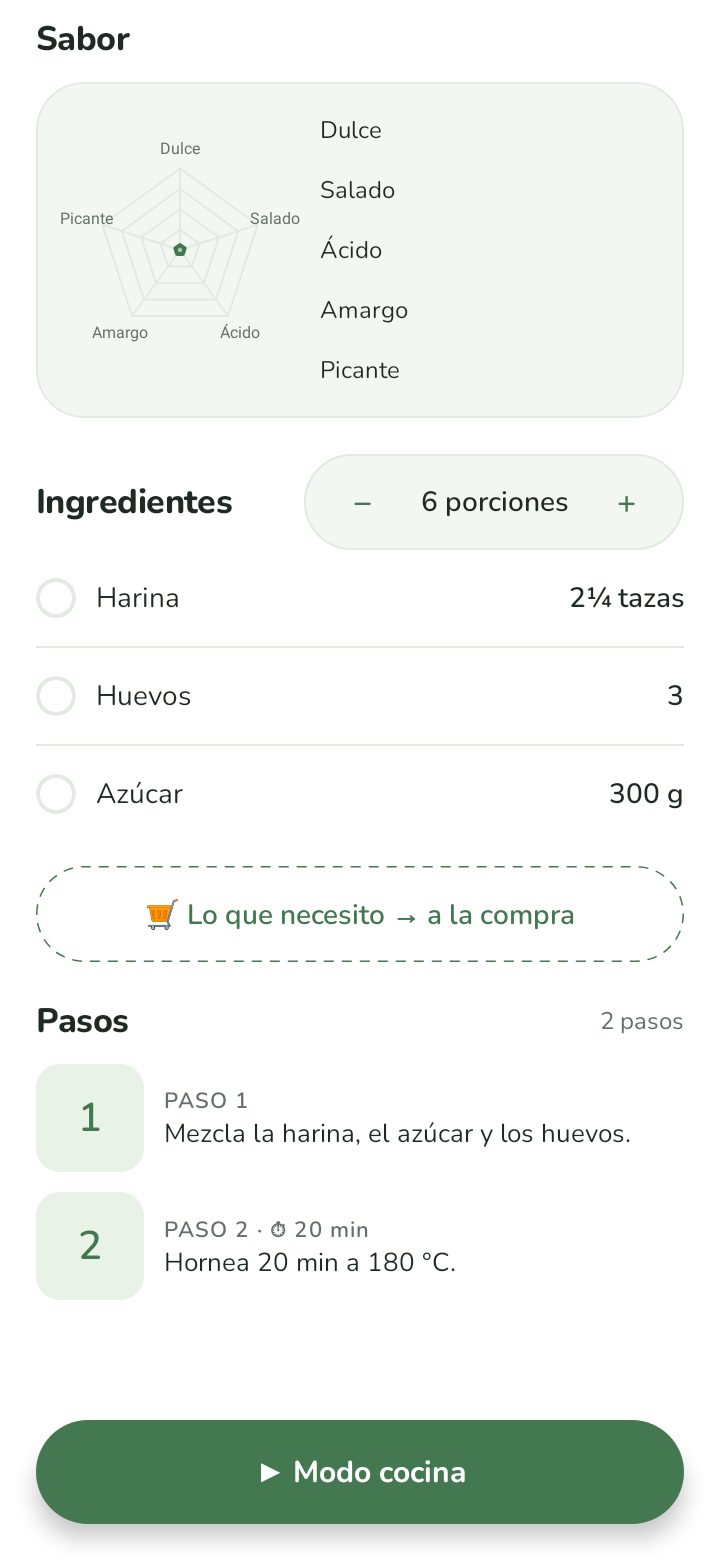 Sabor
Dulce
Picante
Salado
Amargo
Ácido
Dulce
Salado
Ácido
Amargo
Picante
Ingredientes
− 6 porciones +
Harina 2¼ tazas
Huevos 3
Azúcar 300 g
🛒 Lo que necesito → a la compra
Pasos 2 pasos
1
PASO 1
Mezcla la harina, el azúcar y los huevos.
2
PASO 2 · ⏱ 20 min
Hornea 20 min a 180 °C.
▶ Modo cocina